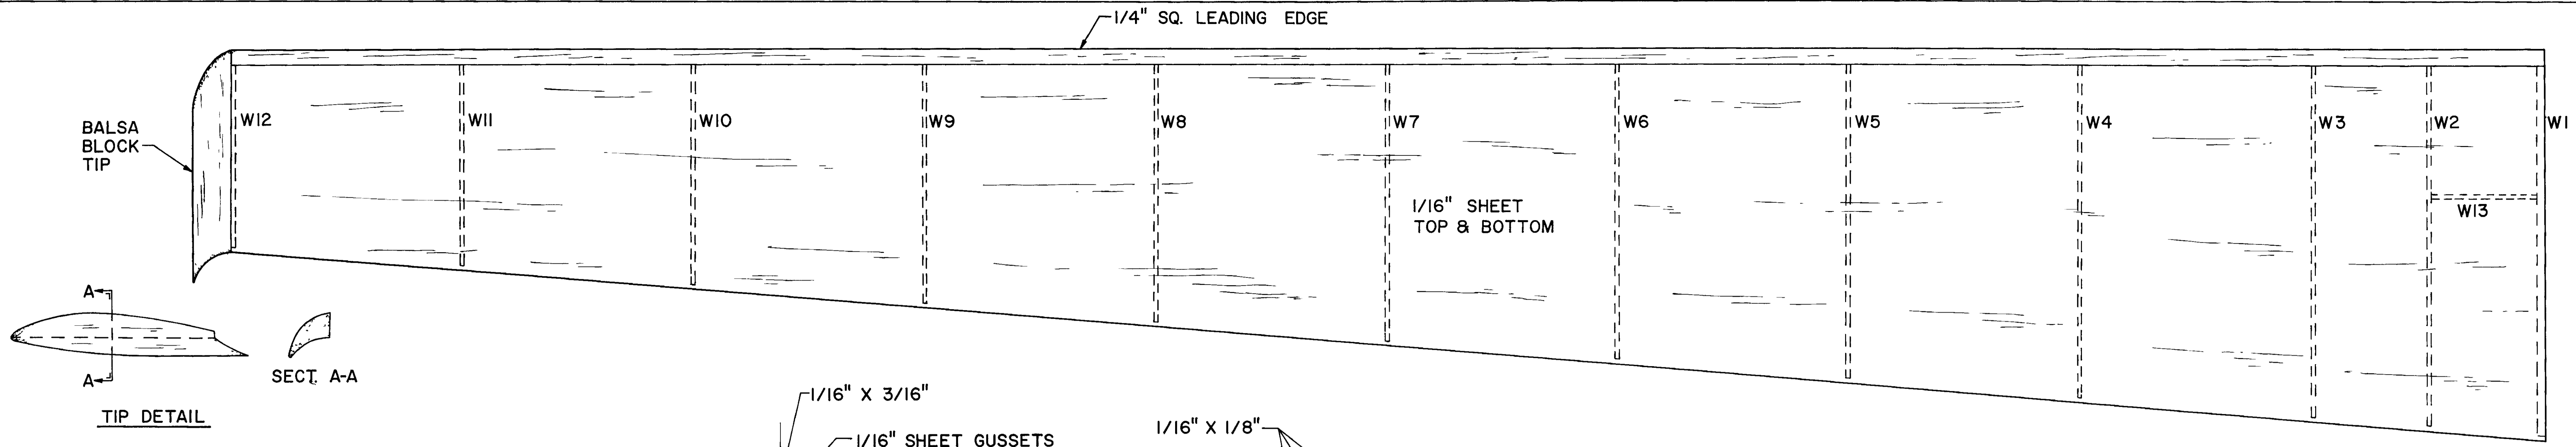 1/4" SQ. LEADING EDGE
W12
W11
W10
W9
W8
W7
W6
W5
W4
W3
W2
W1
BALSA
BLOCK
TIP
1/16" SHEET
TOP & BOTTOM
W13
A
A
SECT. A-A
TIP DETAIL
1/16" X 3/16"
1/16" SHEET GUSSETS
1/16" X 1/8"